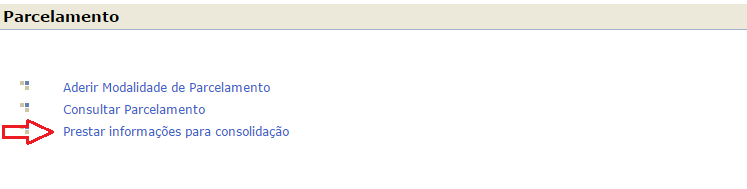 Parcelamento
Aderir Modalidade de Parcelamento
Consultar Parcelamento
Prestar informações para consolidação